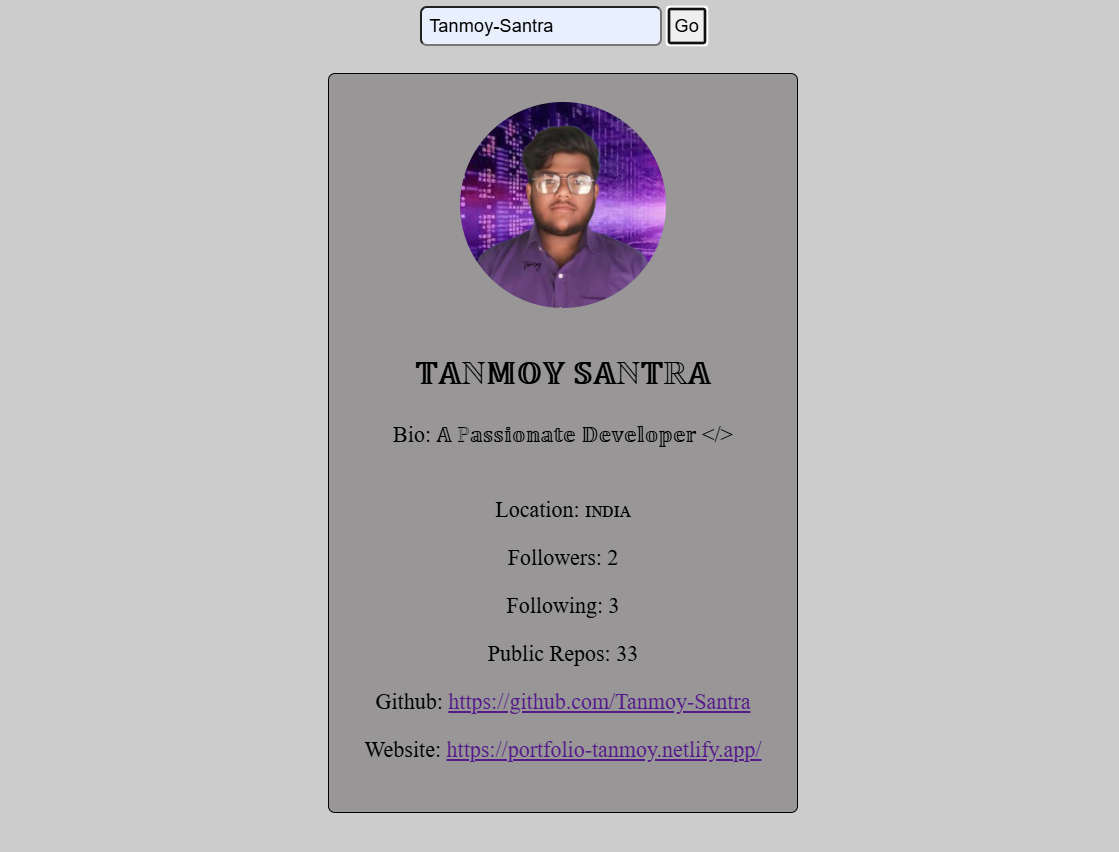 Tanmoy-Santra Go
𝕋𝔸ℕ𝕄𝕆𝕐 𝕊𝔸ℕ𝕋ℝ𝔸
Bio: 𝔸 ℙ𝕒𝕤𝕤𝕚𝕠𝕟𝕒𝕥𝕖 𝔻𝕖𝕧𝕖𝕝𝕠𝕡𝕖𝕣 </>
Location: ɪɴᴅɪᴀ
Followers: 2
Following: 3
Public Repos: 33
Github: https://github.com/Tanmoy-Santra
Website: https://portfolio-tanmoy.netlify.app/